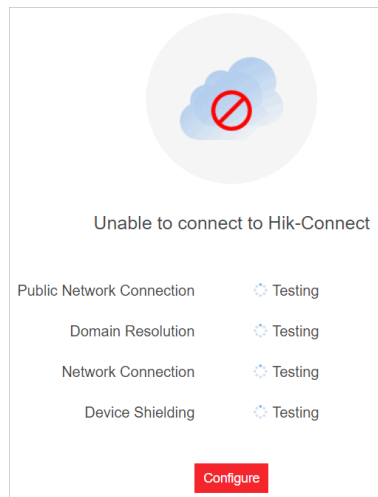 Unable to connect to Hik-Connect
Public Network Connection Testing
Domain Resolution Testing
Network Connection Testing
Device Shielding Testing
Configure